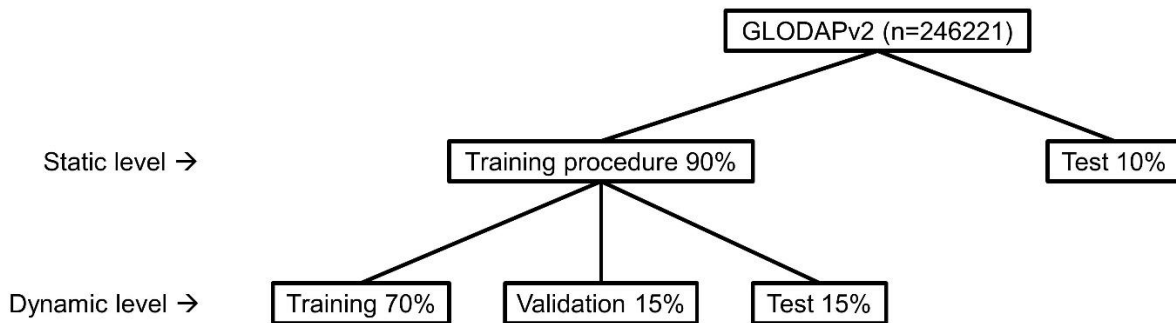 GLODAPv2 (n=246221)
Static level →
Training procedure 90%
Test 10%
Dynamic level →
Training 70%
Validation 15%
Test 15%